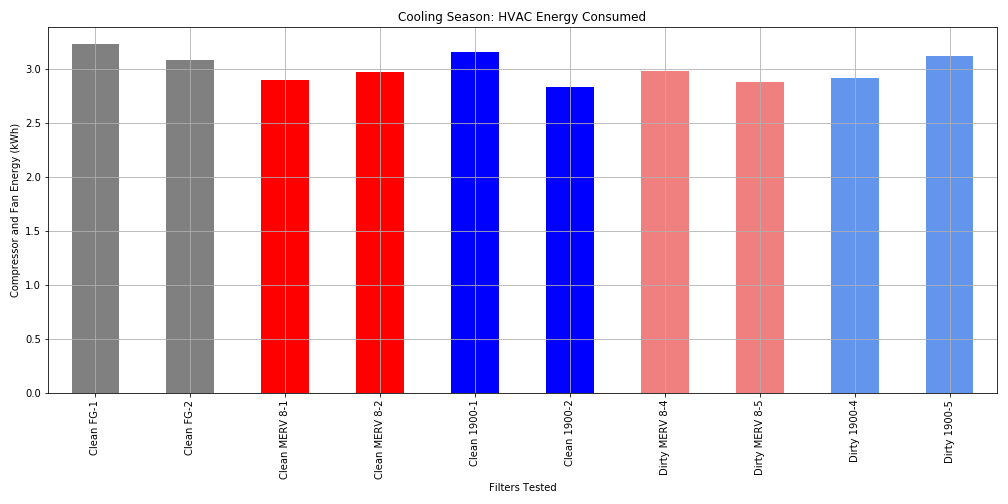 Cooling Season: HVAC Energy Consumed
Compressor and Fan Energy (kWh)
3.0
2.5
2.0
1.5
1.0
0.5
0.0
Clean FG-1
Clean FG-2
Clean MERV 8-1
Clean MERV 8-2
Clean 1900-1
Clean 1900-2
Dirty MERV 8-4
Dirty MERV 8-5
Dirty 1900-4
Dirty 1900-5
Filters Tested